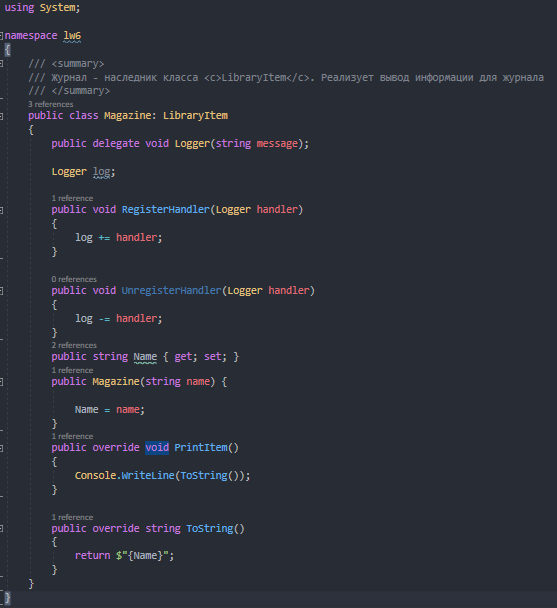 using System;
namespace lw6
{
/// <summary>
/// Журнал - наследник класса <c>LibraryItem</c>. Реализует вывод информации для журнала
/// </summary>
3 references
public class Magazine: LibraryItem
{
public delegate void Logger(string message);
Logger log;
1 reference
public void RegisterHandler(Logger handler)
{
log += handler;
}
0 references
public void UnregisterHandler(Logger handler)
{
log -= handler;
}
2 references
public string Name { get; set; }
1 reference
public Magazine(string name) {
Name = name;
}
1 reference
public override void PrintItem()
{
Console.WriteLine(ToString());
}
1 reference
public override string ToString()
{
return $"{Name}";
}
}
}